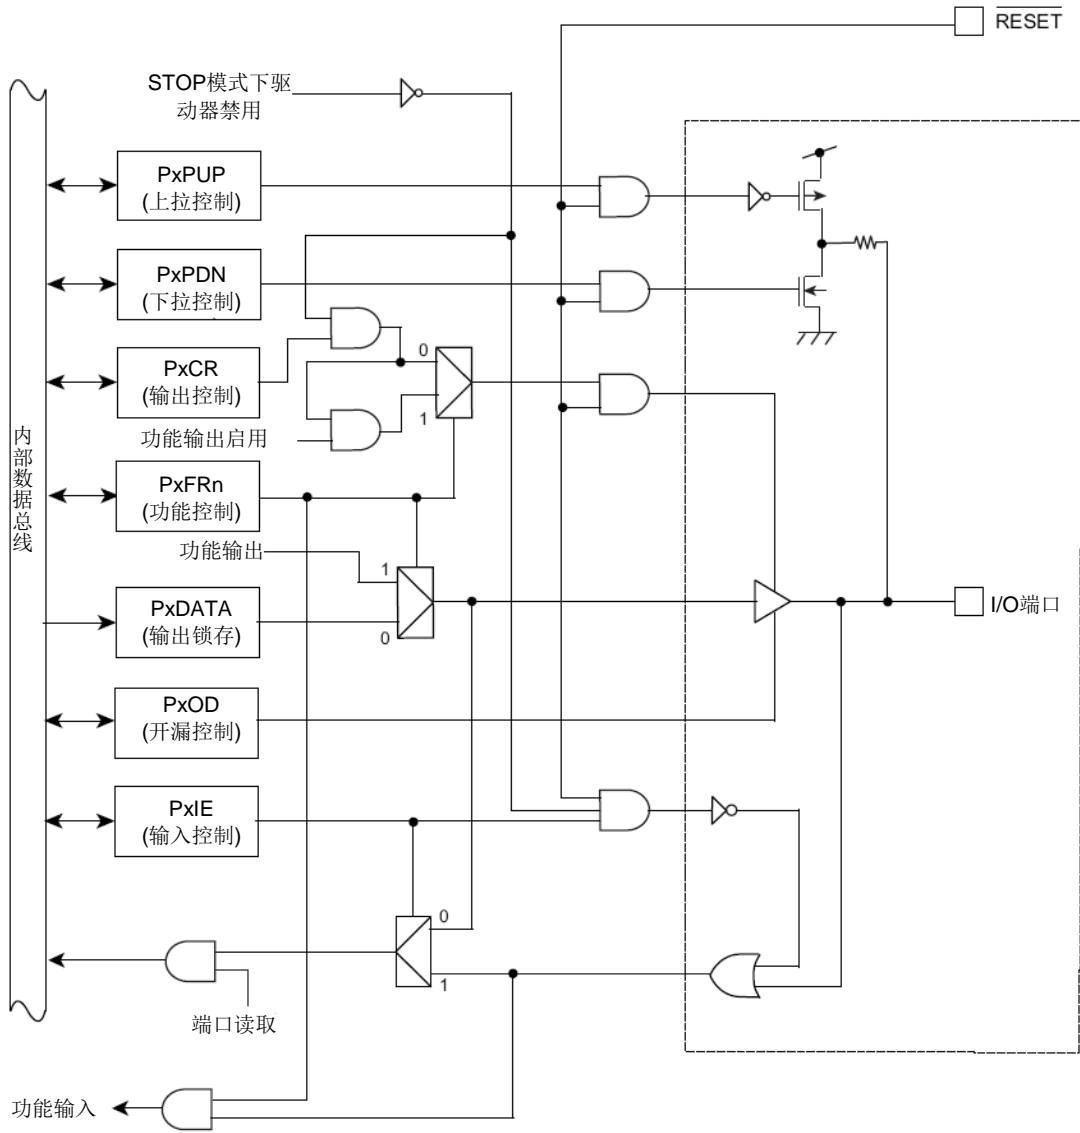 RESET
STOP模式下驱
动器禁用
PxPUP
(上拉控制)
PxPDN
(下拉控制)
PxCR
(输出控制)
0
1
功能输出启用
内部数据总线
PxFRn
(功能控制)
功能输出
1
PxDATA
(输出锁存)
0
I/O端口
PxOD
(开漏控制)
PxIE
(输入控制)
0
1
端口读取
功能输入